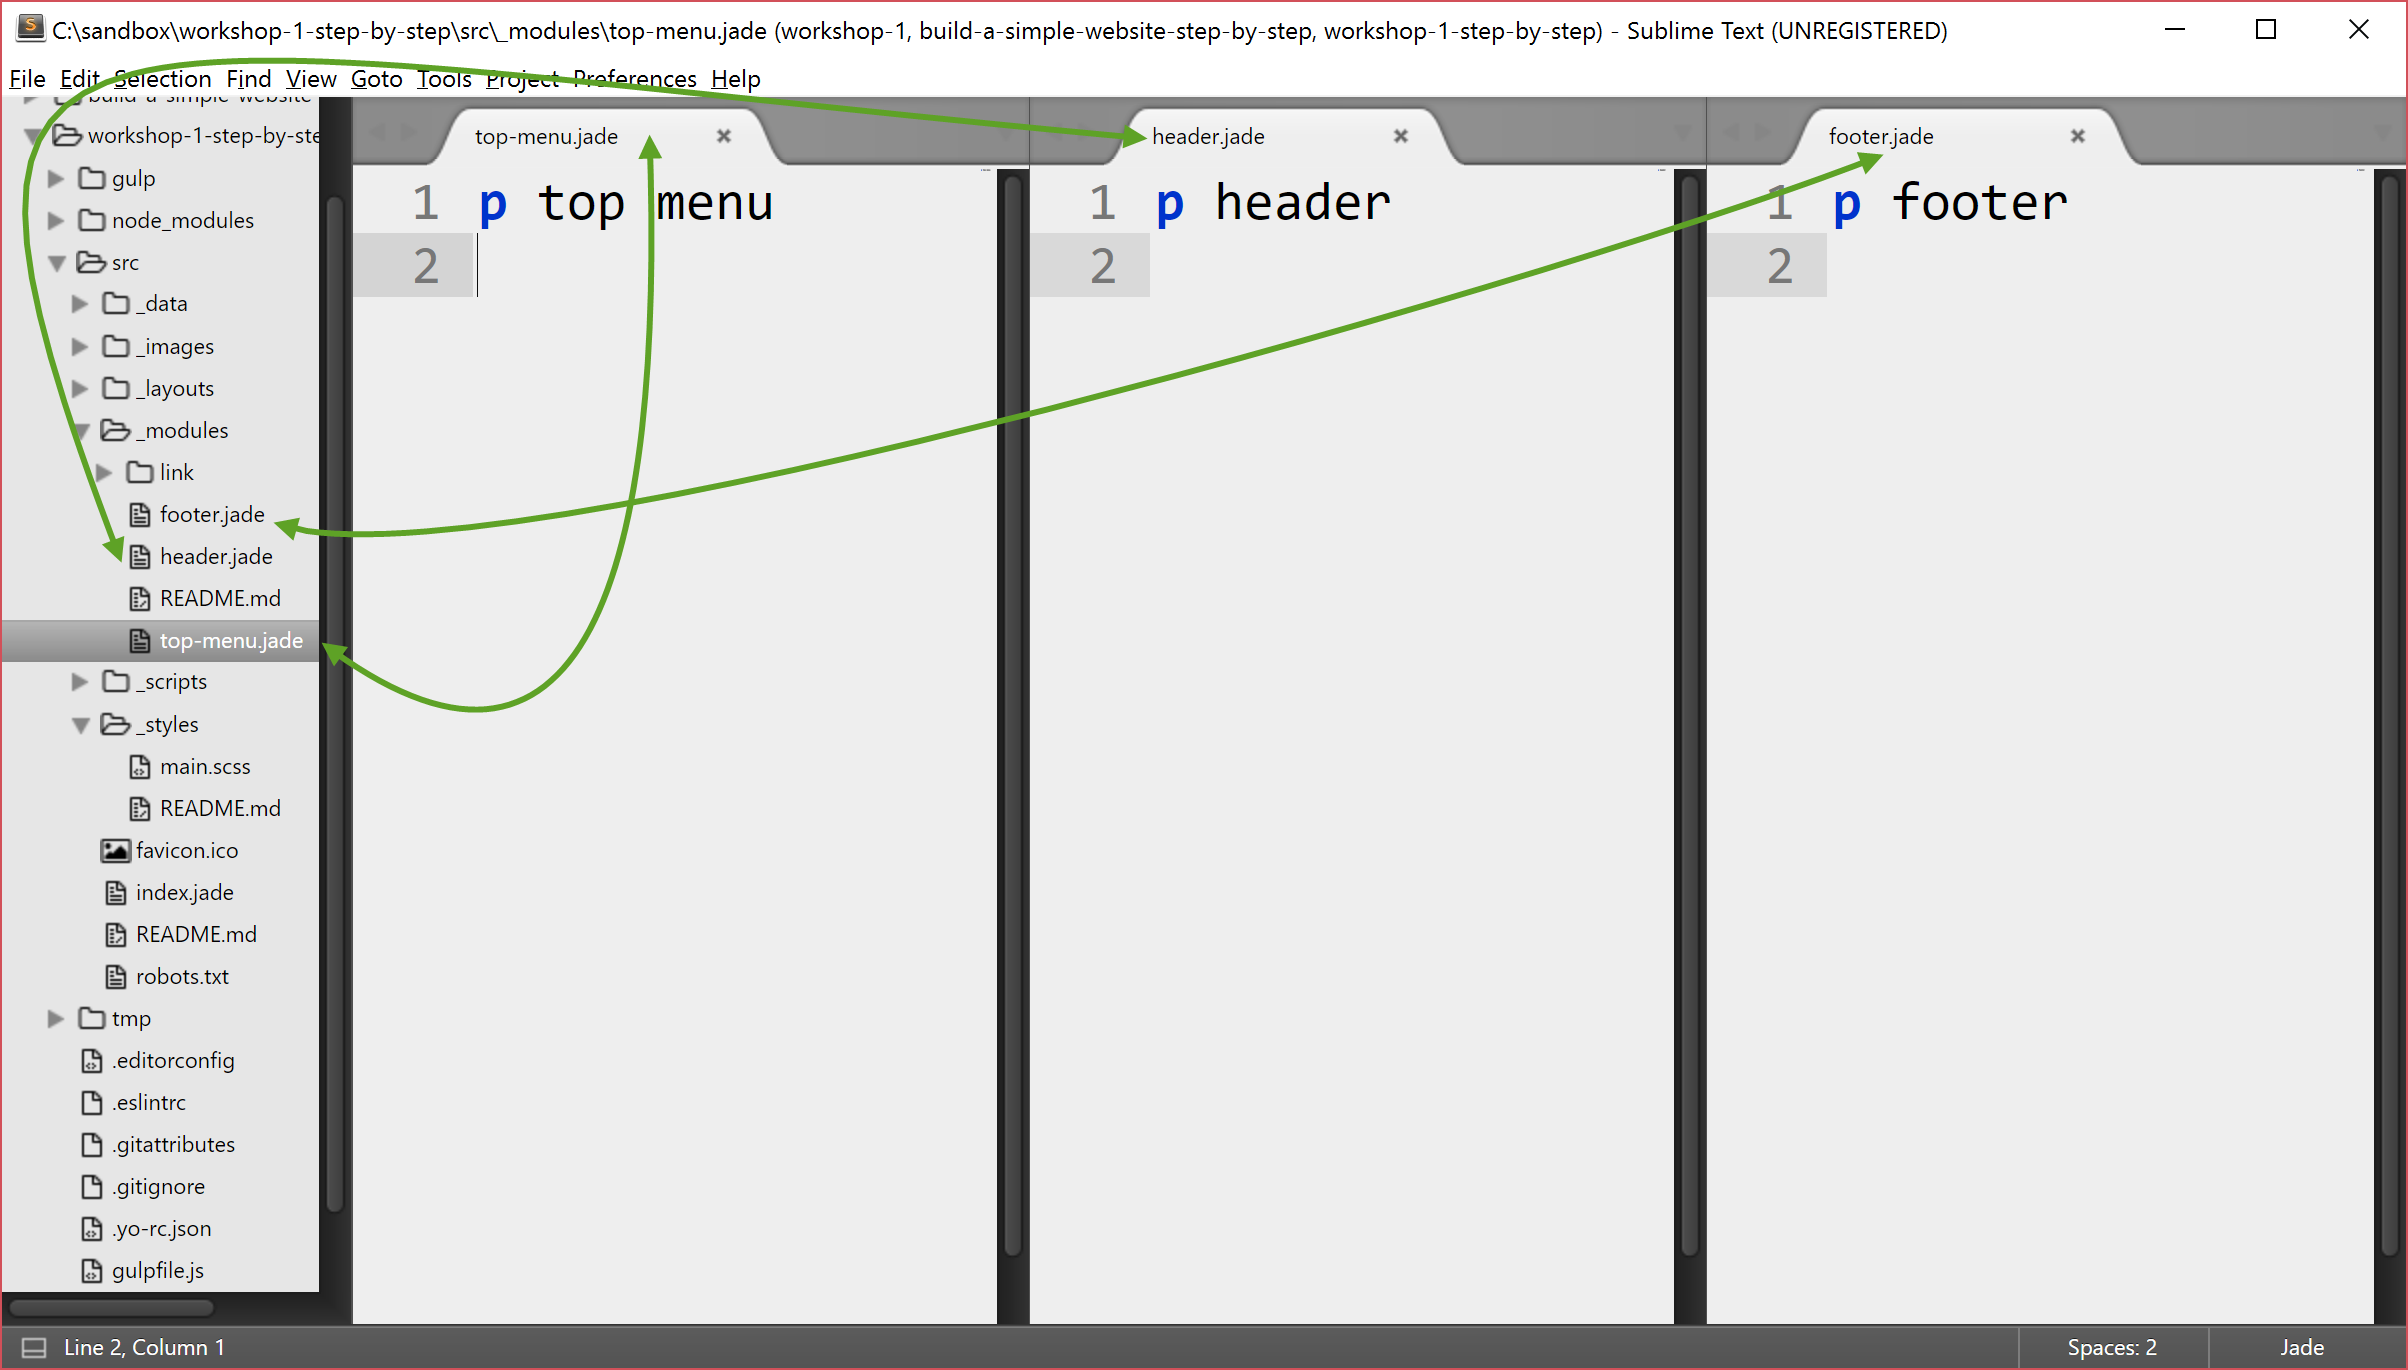 C:\sandbox\workshop-1-step-by-step\src\_modules\top-menu.jade (workshop-1, build-a-simple-website-step-by-step, workshop-1-step-by-step) - Sublime Text (UNREGISTERED)
File Edit Selection Find View Goto Tools Project Preferences Help
build-a-simple-website
workshop-1-step-by-ste
gulp
node_modules
src
_data
_images
_layouts
_modules
link
footer.jade
header.jade
README.md
top-menu.jade
_scripts
_styles
main.scss
README.md
favicon.ico
index.jade
README.md
robots.txt
tmp
.editorconfig
.eslintrc
.gitattributes
.gitignore
.yo-rc.json
gulpfile.js
top-menu.jade
1 p top menu
2
header.jade
1 p header
2
footer.jade
1 p footer
2
Line 2, Column 1
Spaces: 2
Jade